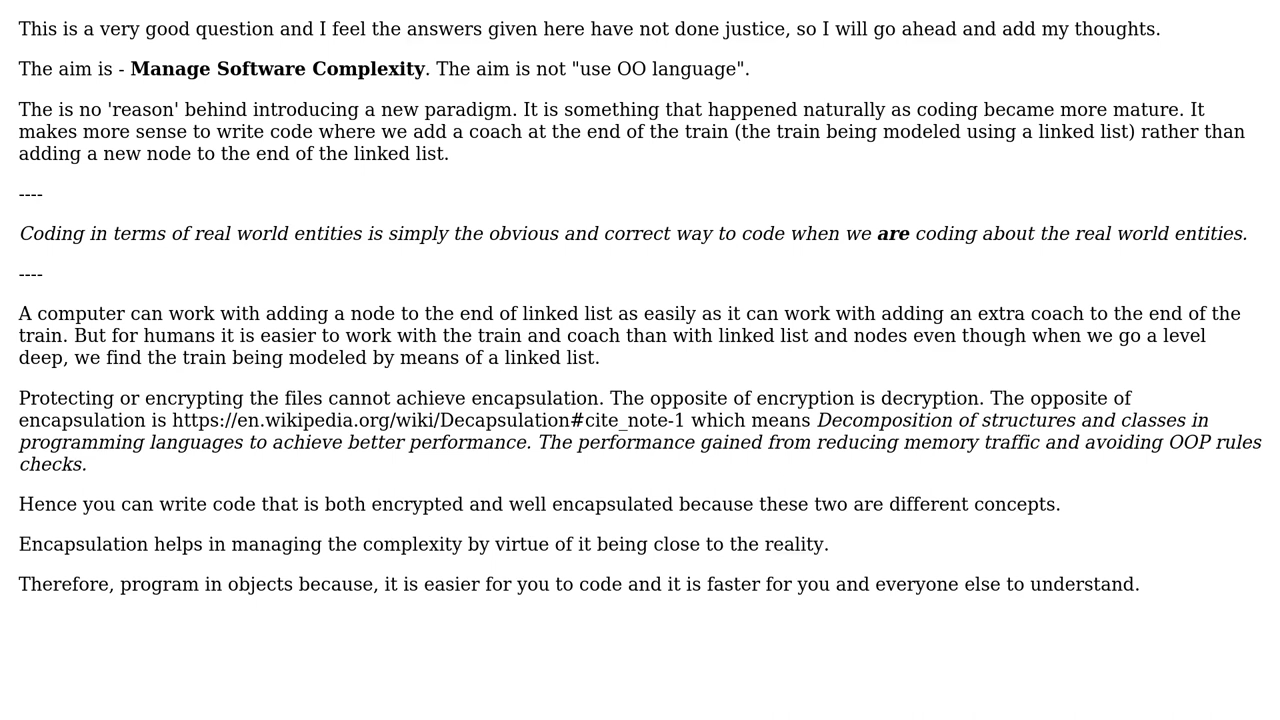 This is a very good question and I feel the answers given here have not done justice, so I will go ahead and add my thoughts.
The aim is - Manage Software Complexity. The aim is not "use OO language".
The is no 'reason' behind introducing a new paradigm. It is something that happened naturally as coding became more mature. It
makes more sense to write code where we add a coach at the end of the train (the train being modeled using a linked list) rather than
adding a new node to the end of the linked list.
----
Coding in terms of real world entities is simply the obvious and correct way to code when we are coding about the real world entities.
----
A computer can work with adding a node to the end of linked list as easily as it can work with adding an extra coach to the end of the
train. But for humans it is easier to work with the train and coach than with linked list and nodes even though when we go a level
deep, we find the train being modeled by means of a linked list.
Protecting or encrypting the files cannot achieve encapsulation. The opposite of encryption is decryption. The opposite of
encapsulation is https://en.wikipedia.org/wiki/Decapsulation#cite_note-1 which means Decomposition of structures and classes in
programming languages to achieve better performance. The performance gained from reducing memory traffic and avoiding OOP rules
checks.
Hence you can write code that is both encrypted and well encapsulated because these two are different concepts.
Encapsulation helps in managing the complexity by virtue of it being close to the reality.
Therefore, program in objects because, it is easier for you to code and it is faster for you and everyone else to understand.